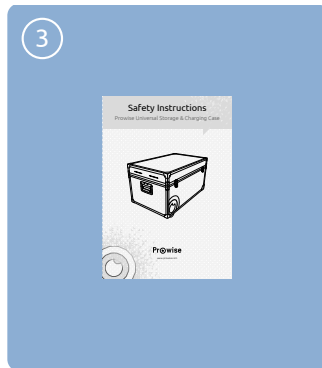 3
Safety Instructions
Prowise Universal Storage & Charging Case
Prowise